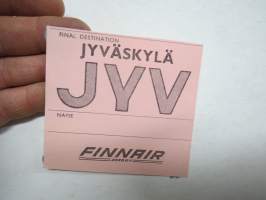 FINAL DESTINATION
JYVÄSKYLÄ
JYV
NAME
FINNAIR